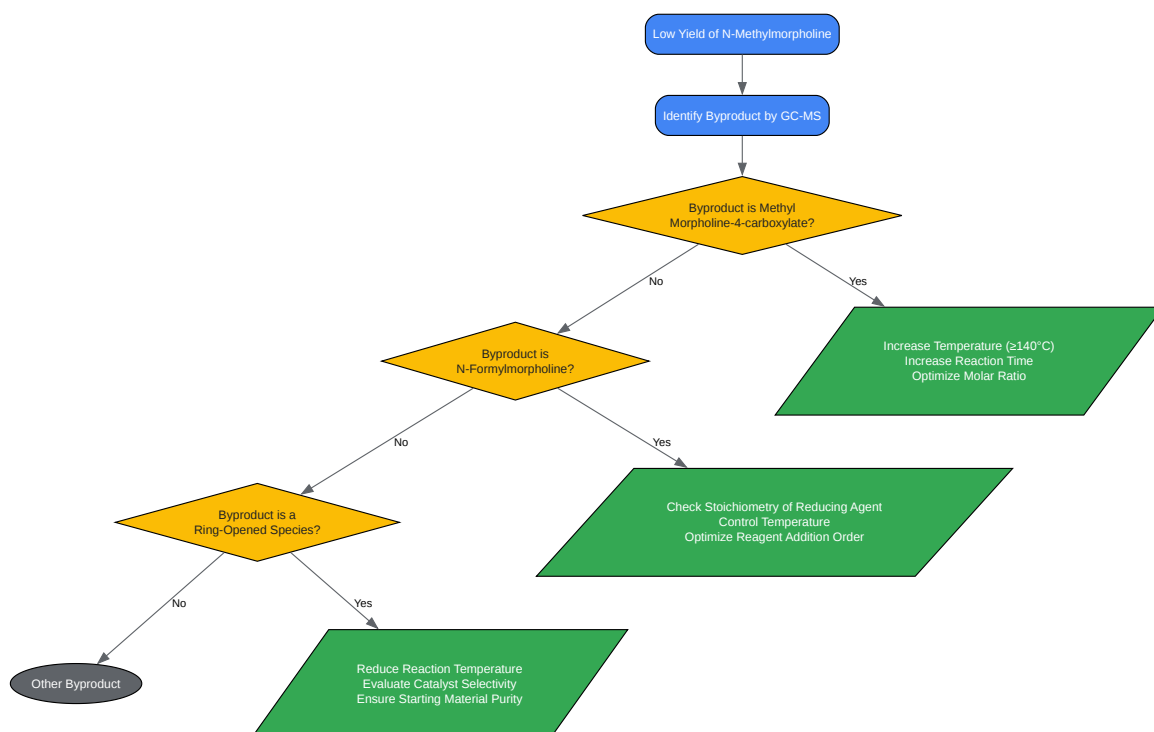 Low Yield of N-Methylmorpholine
Identify Byproduct by GC-MS
Byproduct is Methyl
Morpholine-4-carboxylate?
No
Yes
Increase Temperature (≥140°C)
Increase Reaction Time
Optimize Molar Ratio
Byproduct is
N-Formylmorpholine?
No
Yes
Check Stoichiometry of Reducing Agent
Control Temperature
Optimize Reagent Addition Order
Byproduct is a
Ring-Opened Species?
No
Yes
Other Byproduct
Reduce Reaction Temperature
Evaluate Catalyst Selectivity
Ensure Starting Material Purity